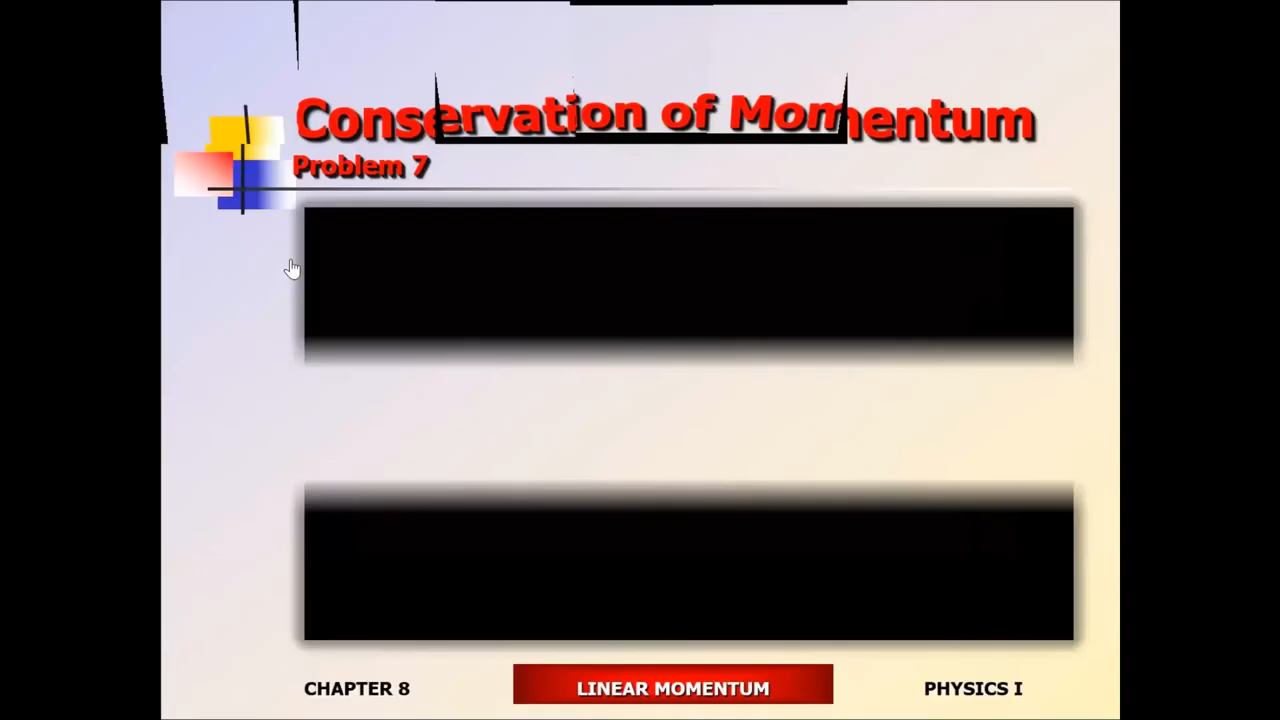 Conservation of Momentum
Problem 7
CHAPTER 8
LINEAR MOMENTUM
PHYSICS I